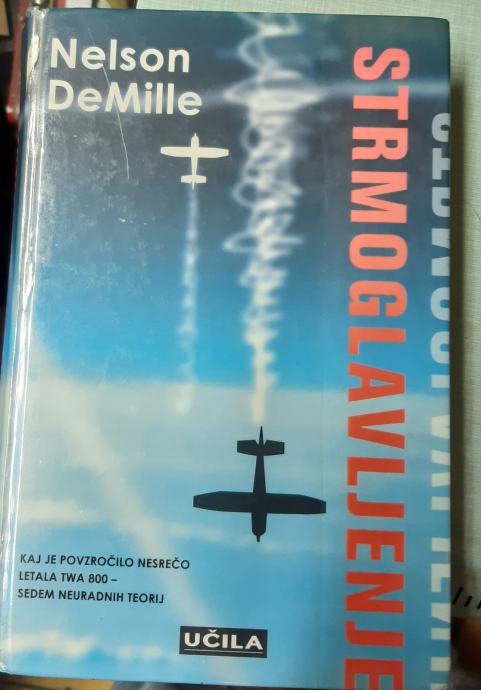 Nelson
DeMille
STRMOGLAVLJENJE
KAJ JE POVZROČILO NESREČO
LETALA TWA 800 –
SEDEM NEURADNIH TEORIJ
UČILA